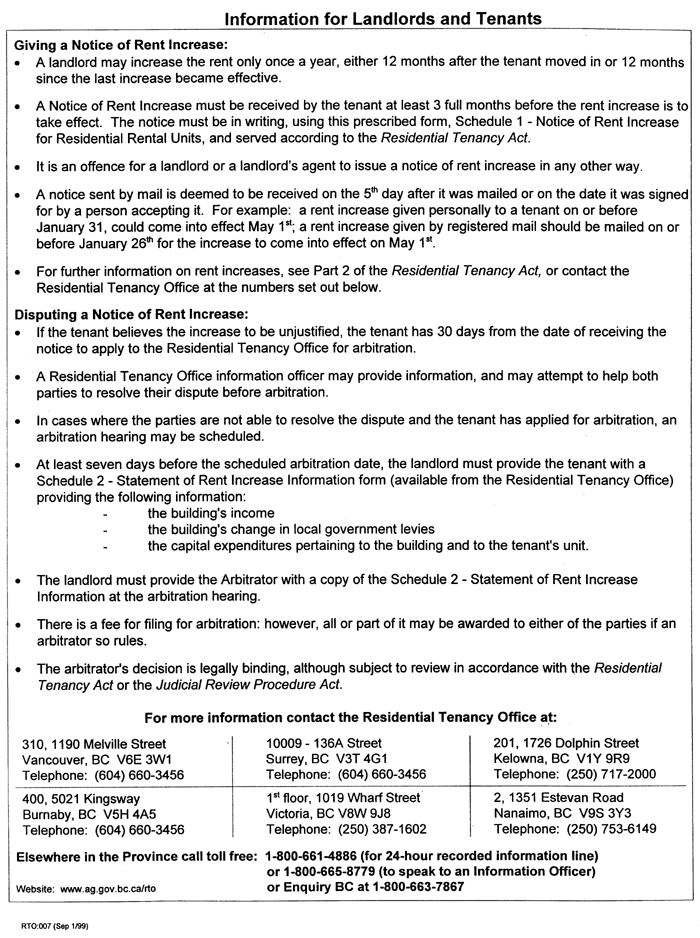 Information for Landlords and Tenants
Giving a Notice of Rent Increase:
• A landlord may increase the rent only once a year, either 12 months after the tenant moved in or 12 months
since the last increase became effective.
• A Notice of Rent Increase must be received by the tenant at least 3 full months before the rent increase is to
take effect. The notice must be in writing, using this prescribed form, Schedule 1 - Notice of Rent Increase
for Residential Rental Units, and served according to the Residential Tenancy Act.
• It is an offence for a landlord or a landlord's agent to issue a notice of rent increase in any other way.
• A notice sent by mail is deemed to be received on the 5th day after it was mailed or on the date it was signed
for by a person accepting it. For example: a rent increase given personally to a tenant on or before
January 31, could come into effect May 1st; a rent increase given by registered mail should be mailed on or
before January 26th for the increase to come into effect on May 1st.
• For further information on rent increases, see Part 2 of the Residential Tenancy Act, or contact the
Residential Tenancy Office at the numbers set out below.
Disputing a Notice of Rent Increase:
• If the tenant believes the increase to be unjustified, the tenant has 30 days from the date of receiving the
notice to apply to the Residential Tenancy Office for arbitration.
• A Residential Tenancy Office information officer may provide information, and may attempt to help both
parties to resolve their dispute before arbitration.
• In cases where the parties are not able to resolve the dispute and the tenant has applied for arbitration, an
arbitration hearing may be scheduled.
• At least seven days before the scheduled arbitration date, the landlord must provide the tenant with a
Schedule 2 - Statement of Rent Increase Information form (available from the Residential Tenancy Office)
providing the following information:
- the building's income
- the building's change in local government levies
- the capital expenditures pertaining to the building and to the tenant's unit.
• The landlord must provide the Arbitrator with a copy of the Schedule 2 - Statement of Rent Increase
Information at the arbitration hearing.
• There is a fee for filing for arbitration: however, all or part of it may be awarded to either of the parties if an
arbitrator so rules.
• The arbitrator's decision is legally binding, although subject to review in accordance with the Residential
Tenancy Act or the Judicial Review Procedure Act.
For more information contact the Residential Tenancy Office at:
310, 1190 Melville Street
Vancouver, BC V6E 3W1
Telephone: (604) 660-3456
10009 - 136A Street
Surrey, BC V3T 4G1
Telephone: (604) 660-3456
201, 1726 Dolphin Street
Kelowna, BC V1Y 9R9
Telephone: (250) 717-2000
400, 5021 Kingsway
Burnaby, BC V5H 4A5
Telephone: (604) 660-3456
1st floor, 1019 Wharf Street
Victoria, BC V8W 9J8
Telephone: (250) 387-1602
2, 1351 Estevan Road
Nanaimo, BC V9S 3Y3
Telephone: (250) 753-6149
Elsewhere in the Province call toll free: 1-800-661-4886 (for 24-hour recorded information line)
or 1-800-665-8779 (to speak to an Information Officer)
Website: www.ag.gov.bc.ca/rto or Enquiry BC at 1-800-663-7867
RTO:007 (Sep 1/99)